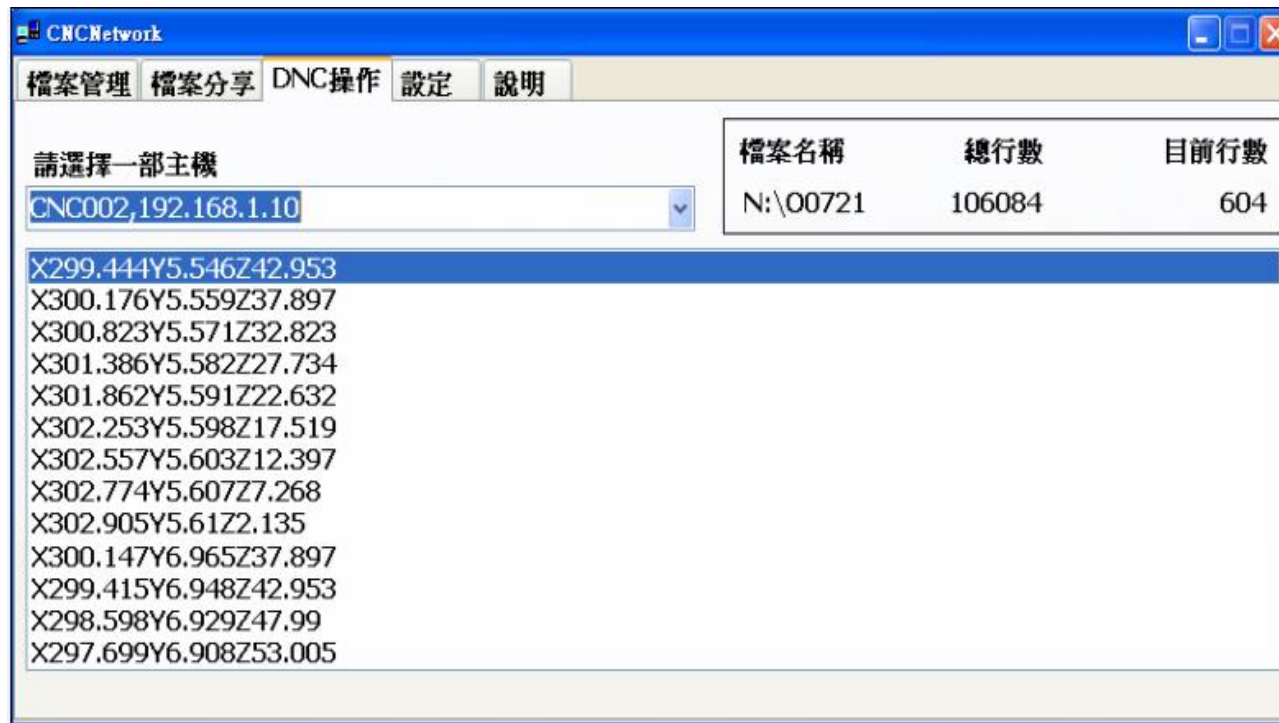 CNCNetwork
檔案管理 檔案分享 DNC操作 設定 說明
請選擇一部主機
CNC002,192.168.1.10
檔案名稱 總行數 目前行數
N:\O0721 106084 604
X299.444Y5.546Z42.953
X300.176Y5.559Z37.897
X300.823Y5.571Z32.823
X301.386Y5.582Z27.734
X301.862Y5.591Z22.632
X302.253Y5.598Z17.519
X302.557Y5.603Z12.397
X302.774Y5.607Z7.268
X302.905Y5.61Z2.135
X300.147Y6.965Z37.897
X299.415Y6.948Z42.953
X298.598Y6.929Z47.99
X297.699Y6.908Z53.005